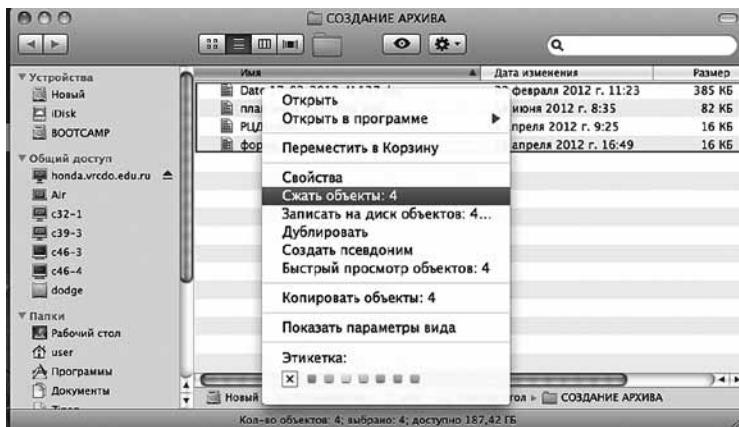 СОЗДАНИЕ АРХИВА
Имя Дата изменения Размер
февраля 2012 г. 11:23 385 КБ
июня 2012 г. 8:35 82 КБ
апреля 2012 г. 9:25 16 КБ
апреля 2012 г. 16:49 16 КБ
Устройства
Новый
iDisk
BOOTCAMP
Общий доступ
honda.vrcdo.edu.ru
Air
c32-1
c39-3
c46-3
c46-4
dodge
Папки
Рабочий стол
user
Программы
Документы
Открыть
Открыть в программе
Переместить в Корзину
Свойства
Сжать объекты: 4
Записать на диск объектов: 4...
Дублировать
Создать псевдоним
Быстрый просмотр объектов: 4
Копировать объекты: 4
Показать параметры вида
Этикетка:
Новый СОЗДАНИЕ АРХИВА
Кол-во объектов: 4; выбрано: 4; доступно 187,42 ГБ